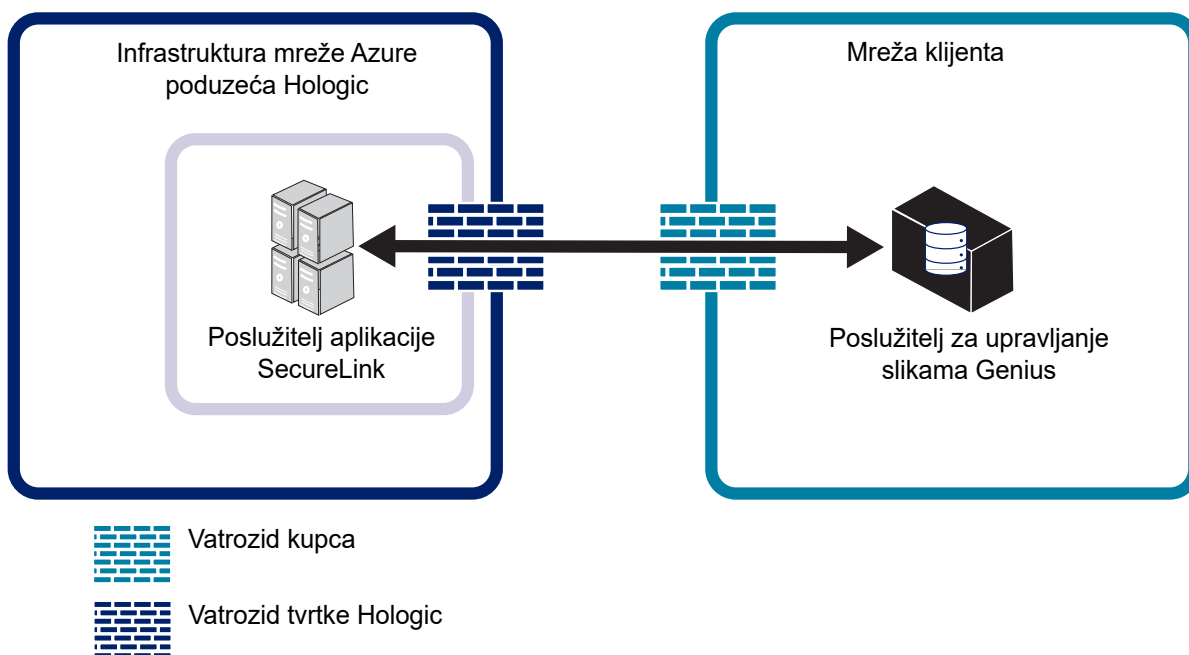 Infrastruktura mreže Azure
poduzeća Hologic
Mreža klijenta
Poslužitelj aplikacije
SecureLink
Poslužitelj za upravljanje
slikama Genius
Vatrozid kupca
Vatrozid tvrtke Hologic